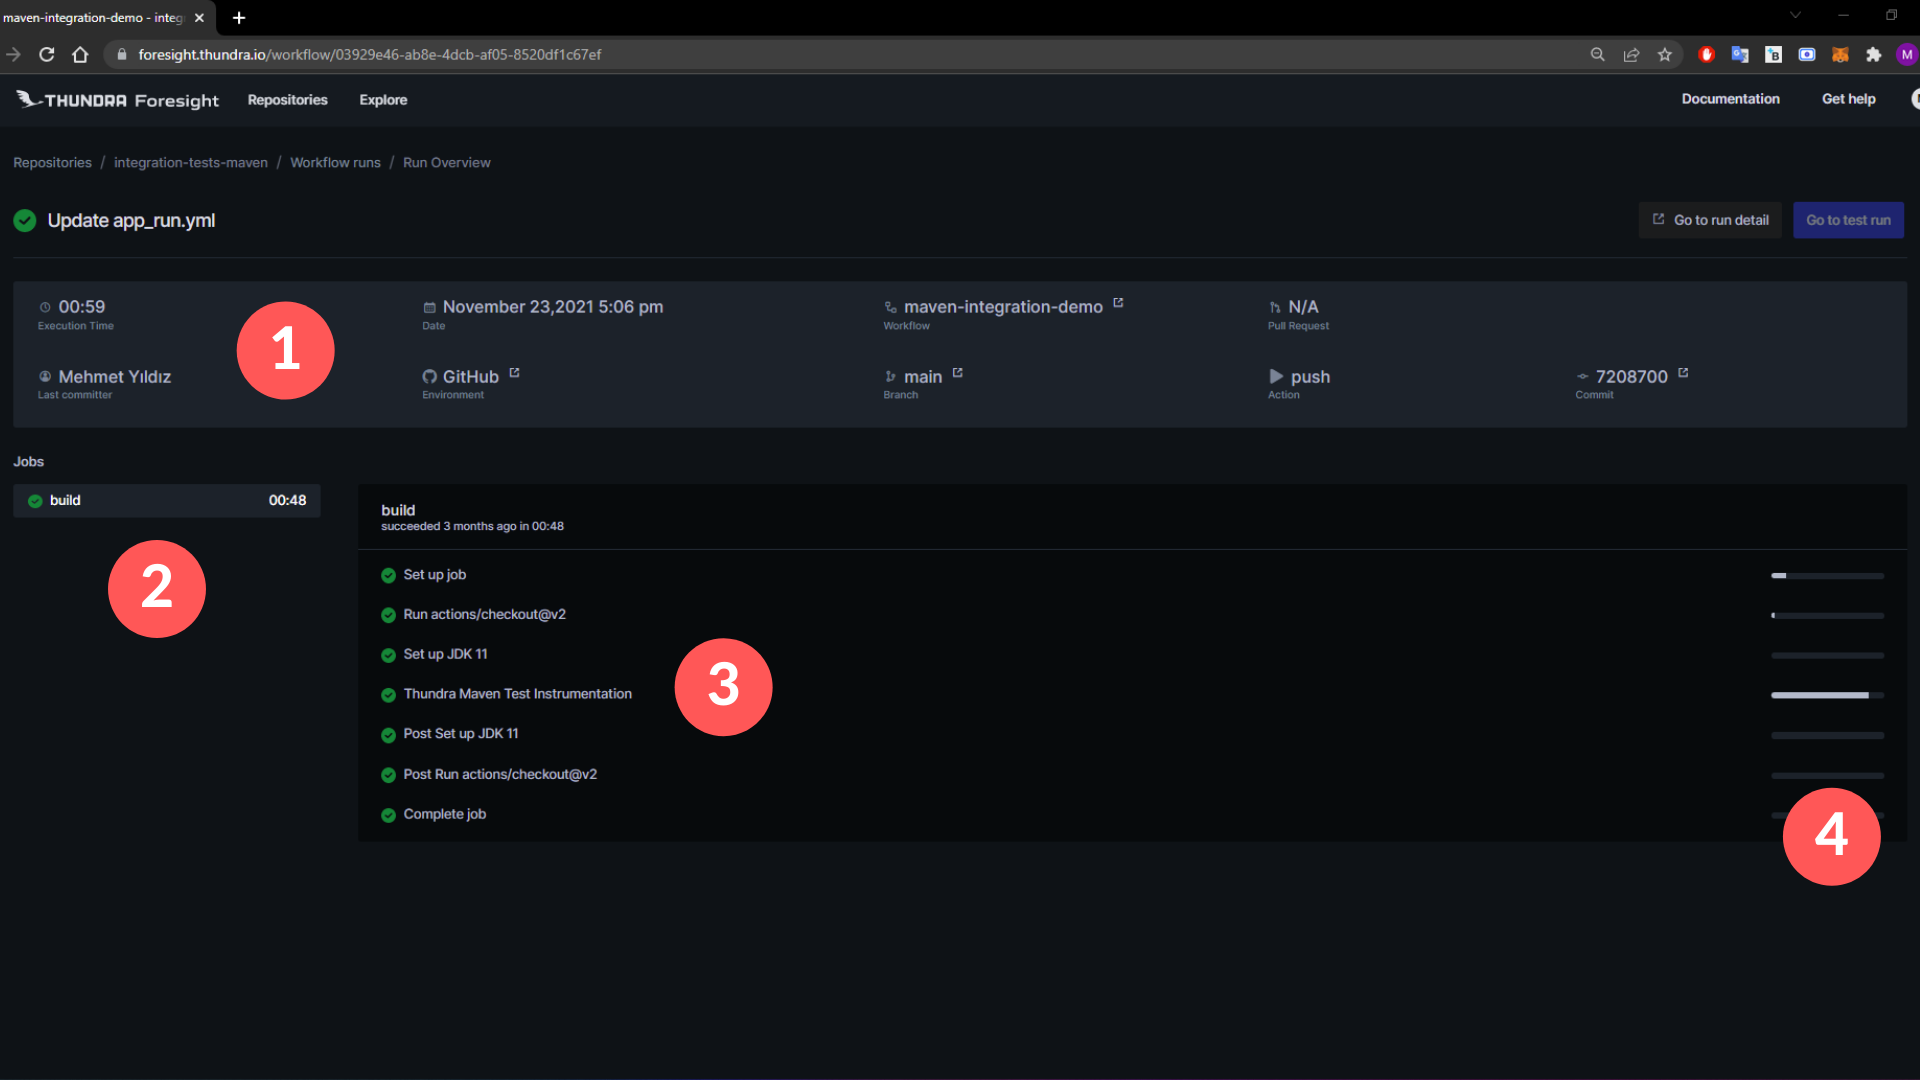 maven-integration-demo - integ
foresight.thundra.io/workflow/03929e46-ab8e-4dcb-af05-8520df1c67ef
B
M
THUNDRA Foresight
Repositories
Explore
Documentation
Get help
Repositories / integration-tests-maven / Workflow runs / Run Overview
Update app_run.yml
Go to run detail
Go to test run
00:59
Execution Time
November 23,2021 5:06 pm
Date
maven-integration-demo
Workflow
N/A
Pull Request
1
Mehmet Yıldız
Last committer
GitHub
Environment
main
Branch
push
Action
7208700
Commit
Jobs
build 00:48
2
build
succeeded 3 months ago in 00:48
Set up job
Run actions/checkout@v2
Set up JDK 11
Thundra Maven Test Instrumentation
3
Post Set up JDK 11
Post Run actions/checkout@v2
Complete job
4